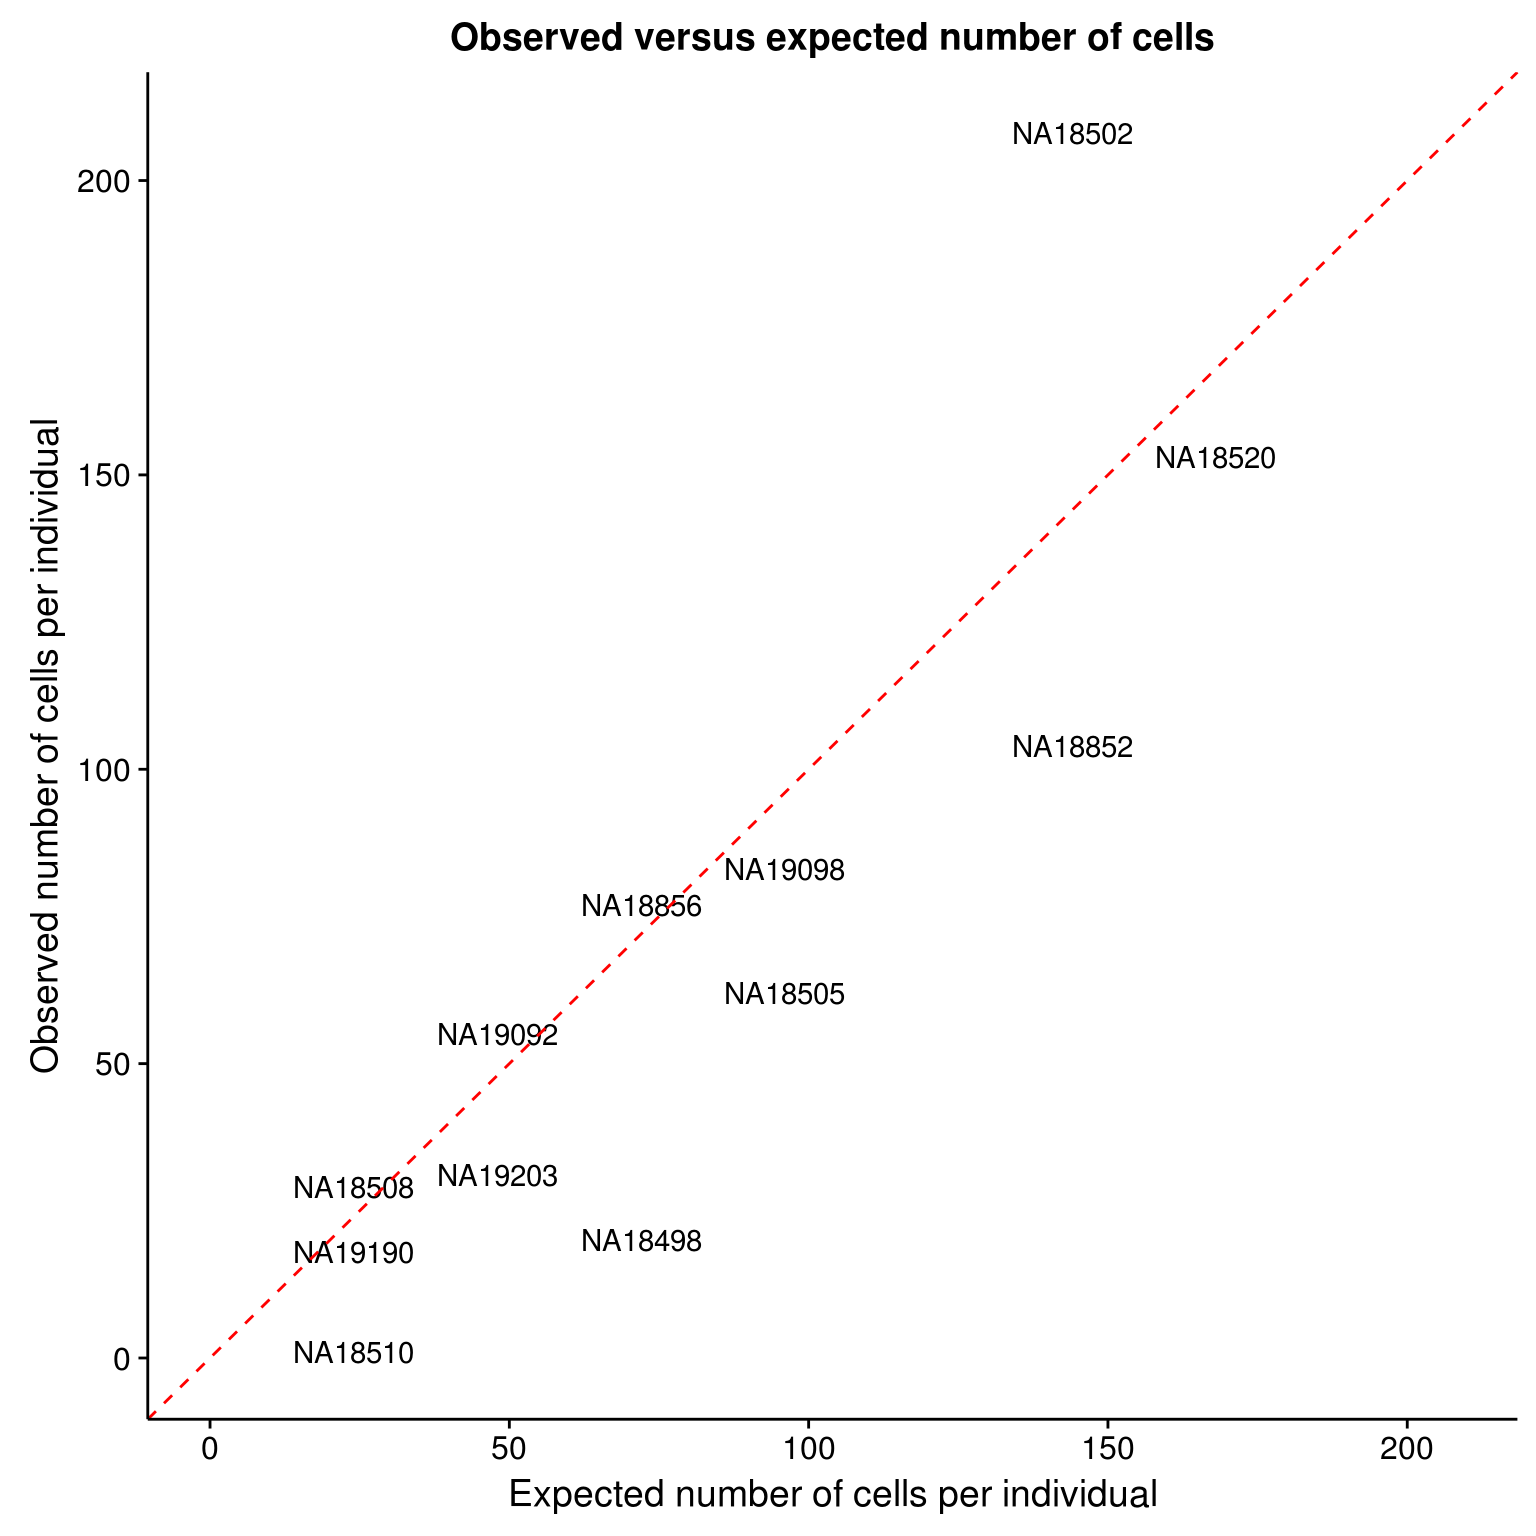 Observed versus expected number of cells
NA18502
200
NA18520
150
NA18852
100
NA19098
NA18856
NA18505
NA19092
50
NA19203
NA18508
NA18498
NA19190
NA18510
0
Observed number of cells per individual
0 50 100 150 200
Expected number of cells per individual